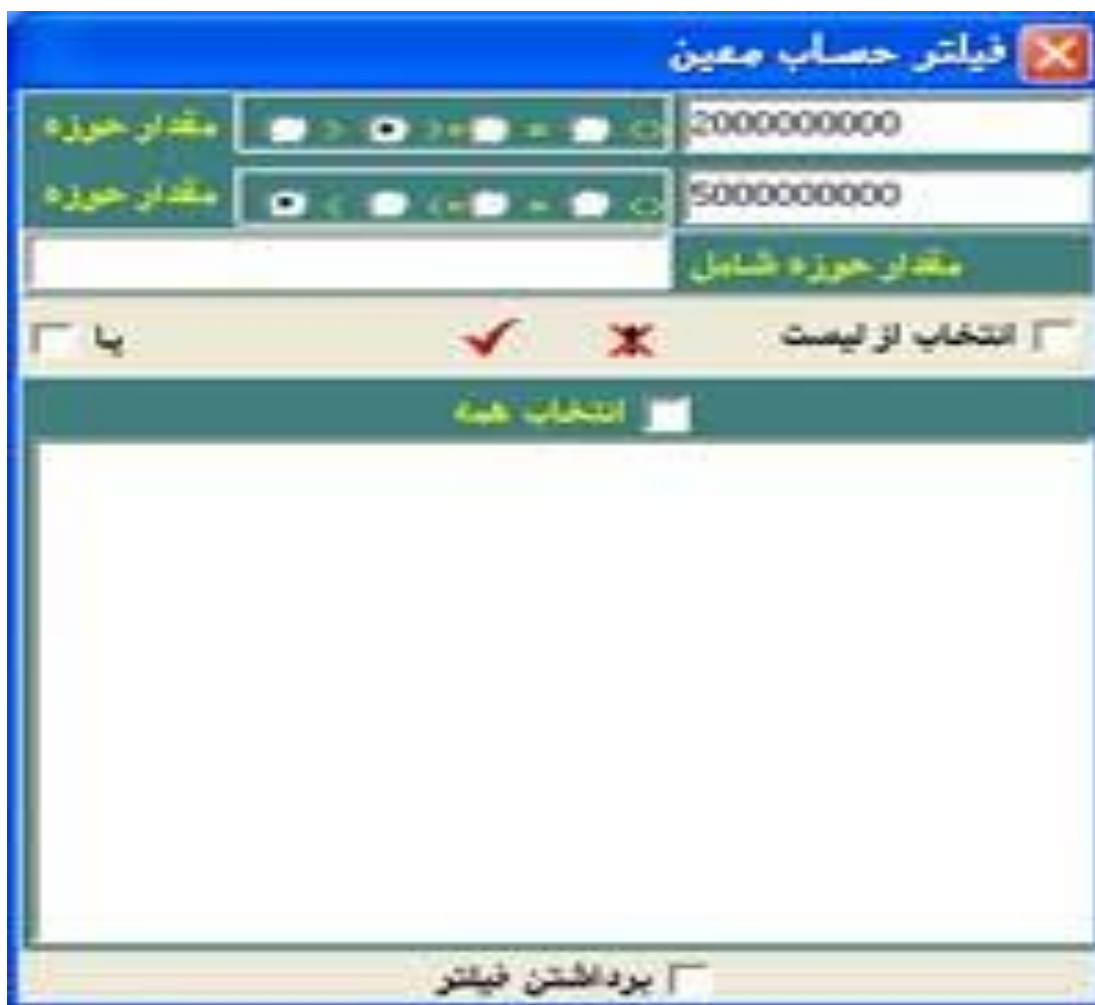 فیلتر حساب معین
مقدار حوزه > >= = <> 2000000000
مقدار حوزه < <= = <> 5000000000
مقدار حوزه شامل
انتخاب از لیست یا
انتخاب همه
برداشتن فیلتر